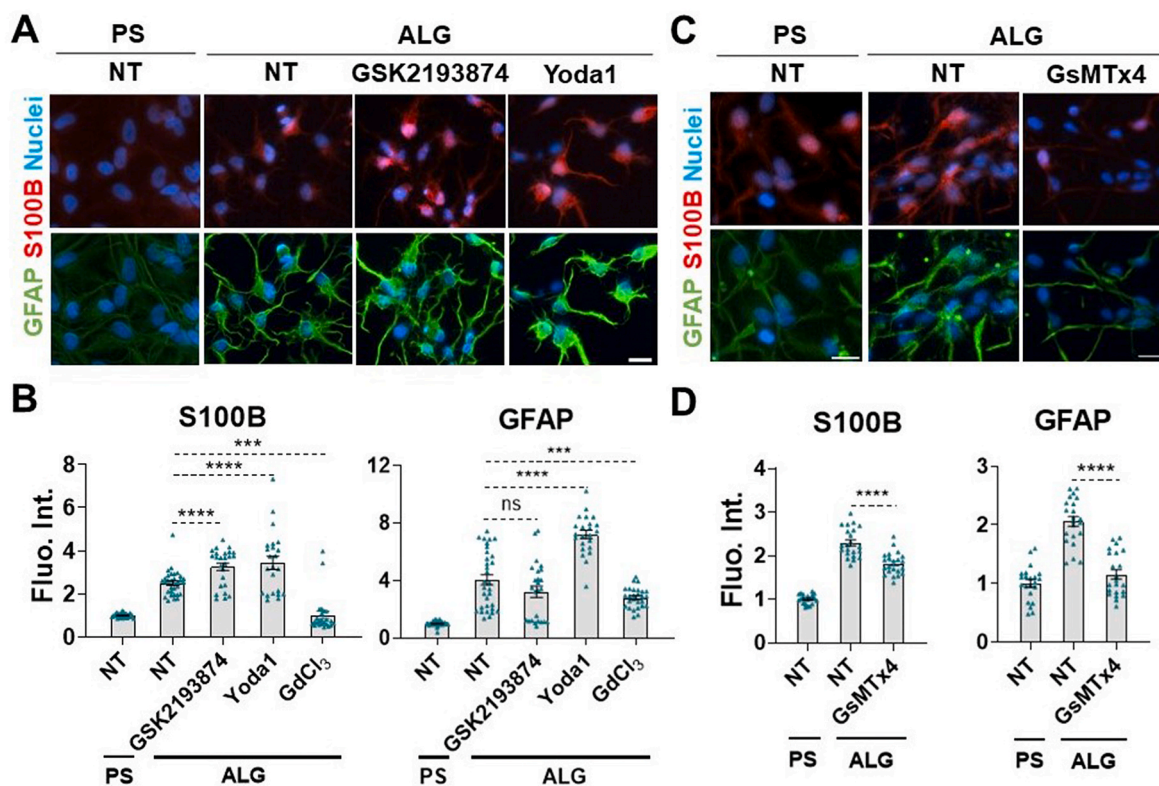 A
PS ALG
NT NT GSK2193874 Yoda1
GFAP S100B Nuclei
C
PS ALG
NT NT GsMTx4
GFAP S100B Nuclei
B
S100B
Fluo. Int.
8
6
4
2
0
***
****
****
NT NT GSK2193874 Yoda1 GdCl₃
PS ALG
GFAP
12
8
4
0
***
****
ns
NT NT GSK2193874 Yoda1 GdCl₃
PS ALG
D
S100B
Fluo. Int.
4
3
2
1
0
****
NT NT GsMTx4
PS ALG
GFAP
3
2
1
0
****
NT NT GsMTx4
PS ALG